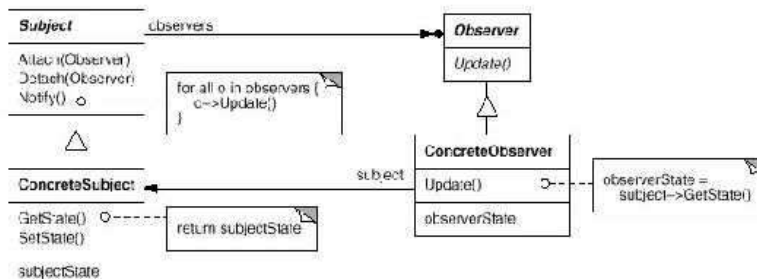 Subject
observers
Observer
Attach(Observer)
Detach(Observer)
Notify()
Update()
for all o in observers {
o->Update()
}
ConcreteSubject
subject
ConcreteObserver
GetState()
SetState()
subjectState
return subjectState
Update()
observerState
observerState =
subject->GetState()